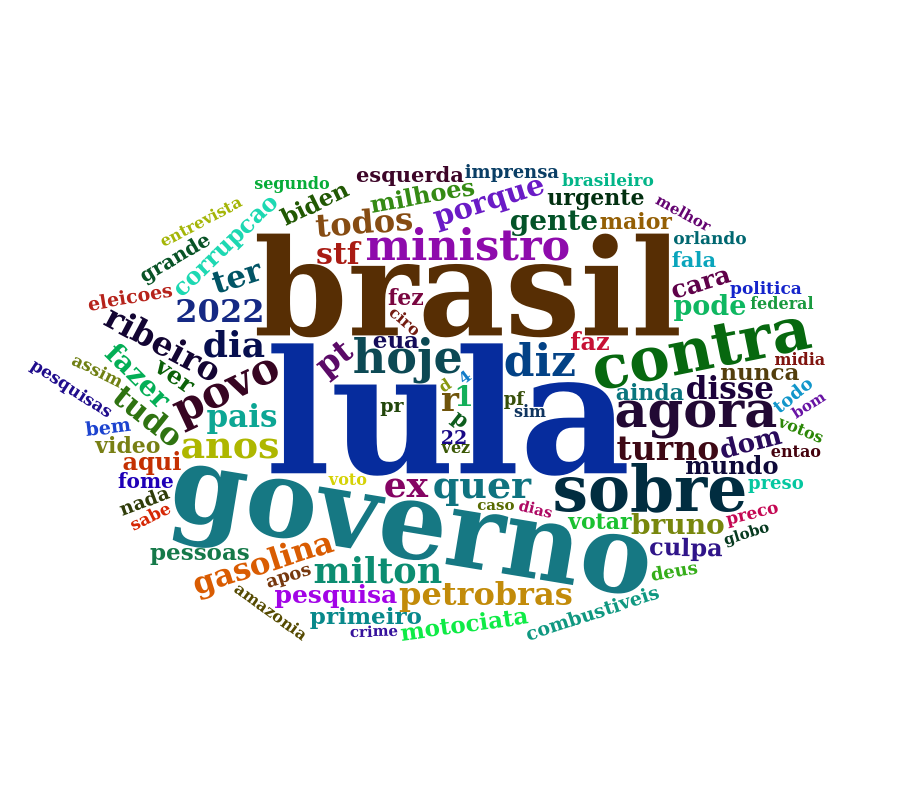 esquerda
imprensa
segundo
biden
milhoes
porque
brasileiro
urgente
melhor
entrevista
corrupcao
todos
gente
maior
orlando
grande
stf
ministro
fala
ter
brasil
cara
politica
eleicoes
2022
fez
pode
federal
ribeiro
dia
ciro
eua
hoje
diz
faz
contra
midia
pesquisas
assim
fazer
ver
povo
pt
lula
d
4
nunca
ainda
disse
todo
bom
tudo
pais
pr
r
1
pf
sim
agora
votos
bem
video
anos
p
22
vez
turno
dom
entao
aqui
mundo
fome
governo
voto
ex
quer
sobre
preso
nada
sabe
caso
dias
votar
bruno
preco
globo
pessoas
gasolina
apos
milton
culpa
deus
amazonia
pesquisa
petrobras
combustiveis
primeiro
crime
motociata